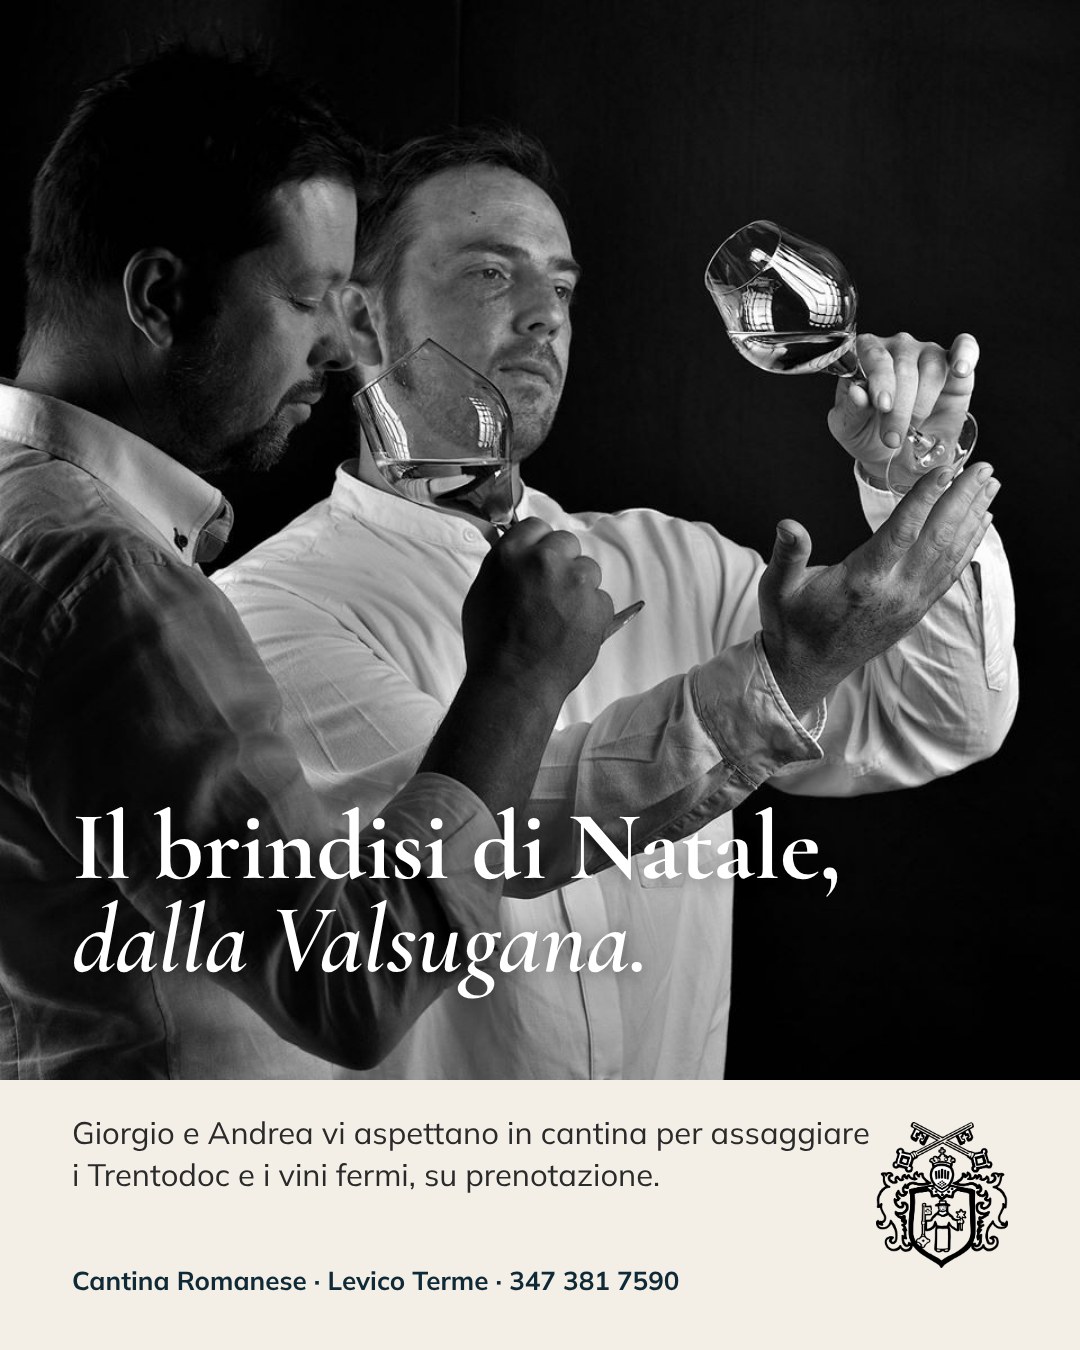 Il brindisi di Natale,
dalla Valsugana.
Giorgio e Andrea vi aspettano in cantina per assaggiare
i Trentodoc e i vini fermi, su prenotazione.
Cantina Romanese · Levico Terme · 347 381 7590